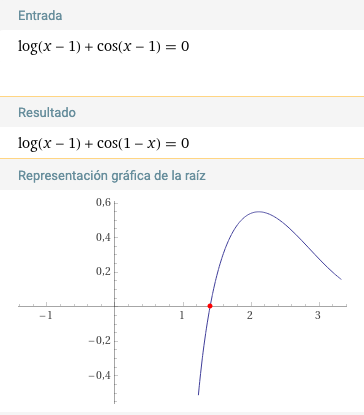 Entrada
log(x − 1) + cos(x − 1) = 0
Resultado
log(x − 1) + cos(1 − x) = 0
Representación gráfica de la raíz
0,6
0,4
0,2
−1 1 2 3
−0,2
−0,4